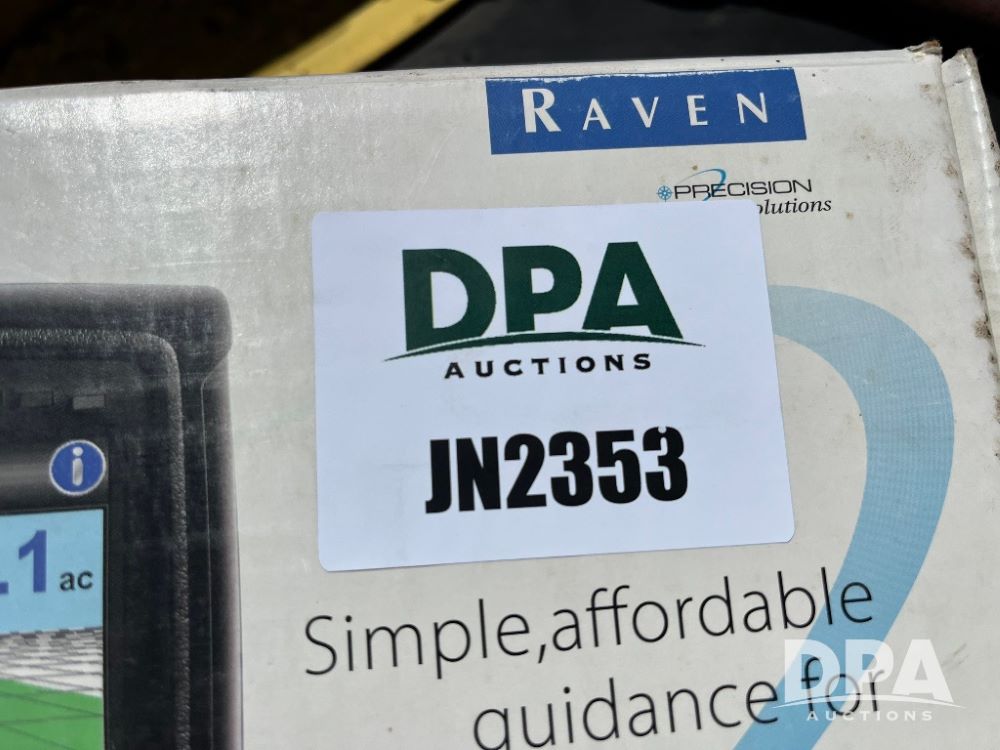 RAVEN
PRECISION
olutions
DPA
AUCTIONS
JN2353
i
.1 ac
Simple,affordable
guidance for
DPA
AUCTIONS